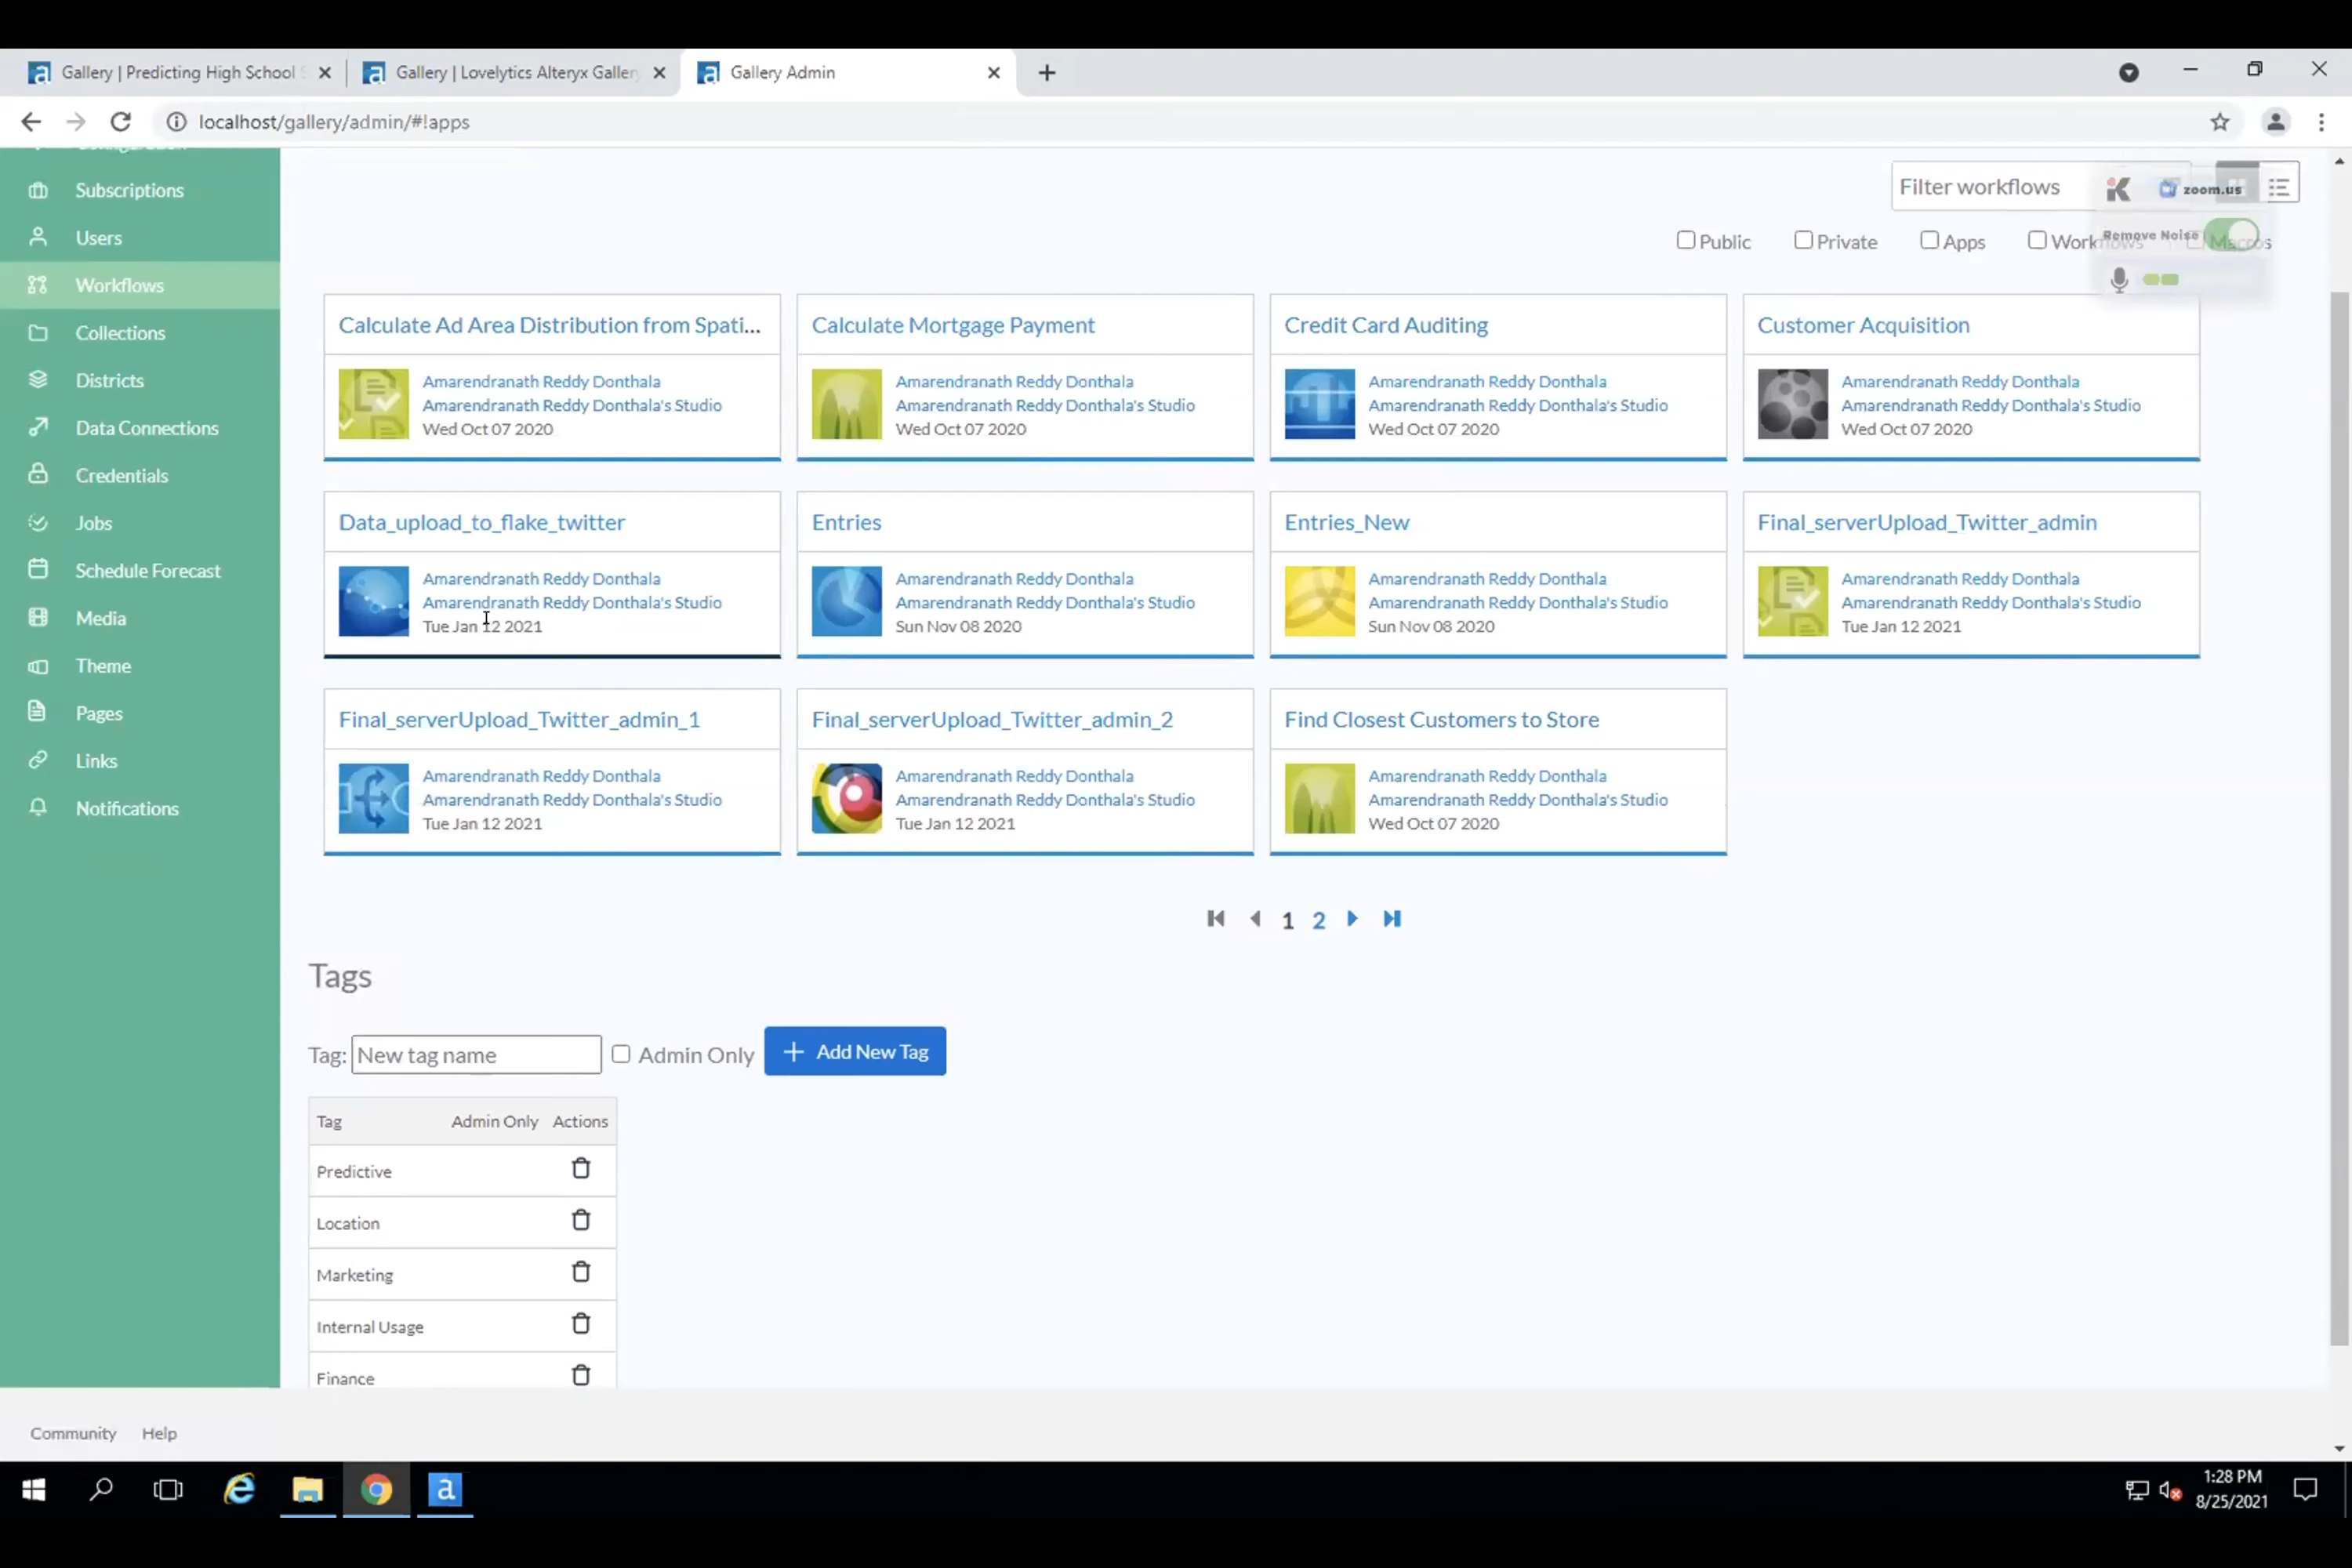 Gallery | Predicting High School S
Gallery | Lovelytics Alteryx Gallery
Gallery Admin
localhost/gallery/admin/#!apps
Subscriptions
Users
Workflows
Collections
Districts
Data Connections
Credentials
Jobs
Schedule Forecast
Media
Theme
Pages
Links
Notifications
Filter workflows
zoom.us
Public
Private
Apps
Workflows
Macros
Remove Noise
Calculate Ad Area Distribution from Spati...
Amarendranath Reddy Donthala
Amarendranath Reddy Donthala's Studio
Wed Oct 07 2020
Calculate Mortgage Payment
Amarendranath Reddy Donthala
Amarendranath Reddy Donthala's Studio
Wed Oct 07 2020
Credit Card Auditing
Amarendranath Reddy Donthala
Amarendranath Reddy Donthala's Studio
Wed Oct 07 2020
Customer Acquisition
Amarendranath Reddy Donthala
Amarendranath Reddy Donthala's Studio
Wed Oct 07 2020
Data_upload_to_flake_twitter
Amarendranath Reddy Donthala
Amarendranath Reddy Donthala's Studio
Tue Jan 12 2021
Entries
Amarendranath Reddy Donthala
Amarendranath Reddy Donthala's Studio
Sun Nov 08 2020
Entries_New
Amarendranath Reddy Donthala
Amarendranath Reddy Donthala's Studio
Sun Nov 08 2020
Final_serverUpload_Twitter_admin
Amarendranath Reddy Donthala
Amarendranath Reddy Donthala's Studio
Tue Jan 12 2021
Final_serverUpload_Twitter_admin_1
Amarendranath Reddy Donthala
Amarendranath Reddy Donthala's Studio
Tue Jan 12 2021
Final_serverUpload_Twitter_admin_2
Amarendranath Reddy Donthala
Amarendranath Reddy Donthala's Studio
Tue Jan 12 2021
Find Closest Customers to Store
Amarendranath Reddy Donthala
Amarendranath Reddy Donthala's Studio
Wed Oct 07 2020
1 2
Tags
Tag: New tag name Admin Only + Add New Tag
Tag Admin Only Actions
Predictive
Location
Marketing
Internal Usage
Finance
Community Help
1:28 PM
8/25/2021